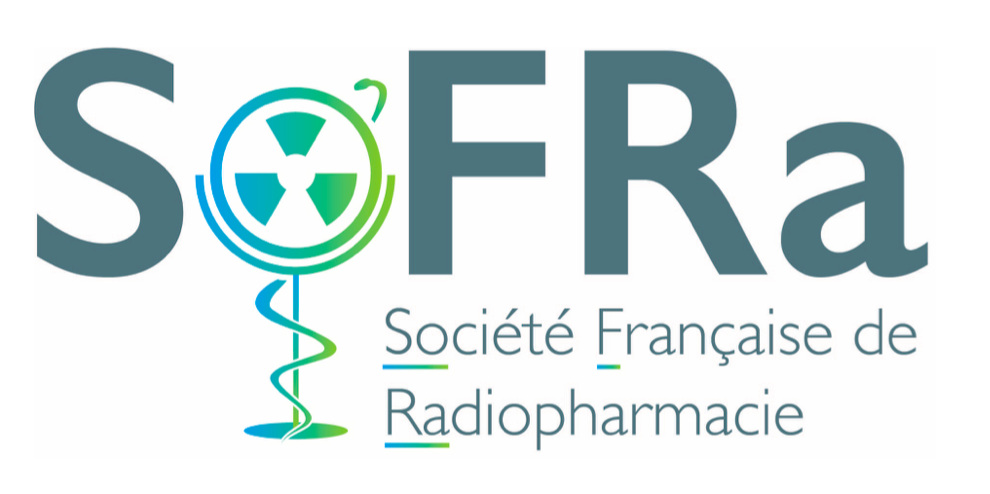 SoFRa
Société Française de
Radiopharmacie